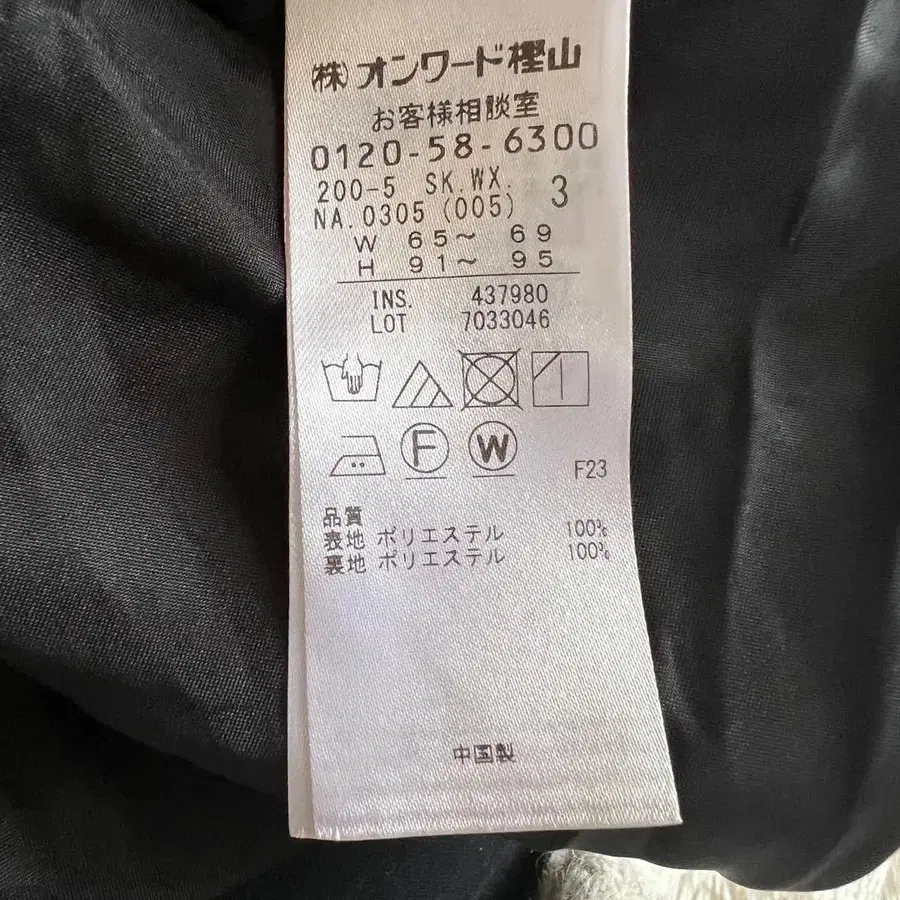 (株)オンワード樫山
お客様相談室
0120-58-6300
200-5 SK.WX. 3
NA.0305 (005)
W 65～ 69
H 91～ 95
INS. 437980
LOT 7033046
F W
F23
品質
表地 ポリエステル 100%
裏地 ポリエステル 100%
中国製